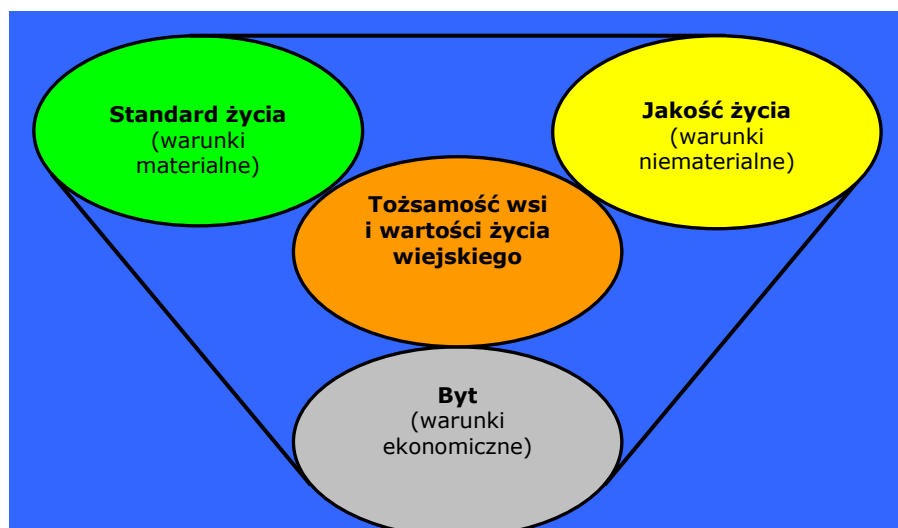 Standard życia
(warunki
materialne)
Jakość życia
(warunki
niematerialne)
Tożsamość wsi
i wartości życia
wiejskiego
Byt
(warunki
ekonomiczne)